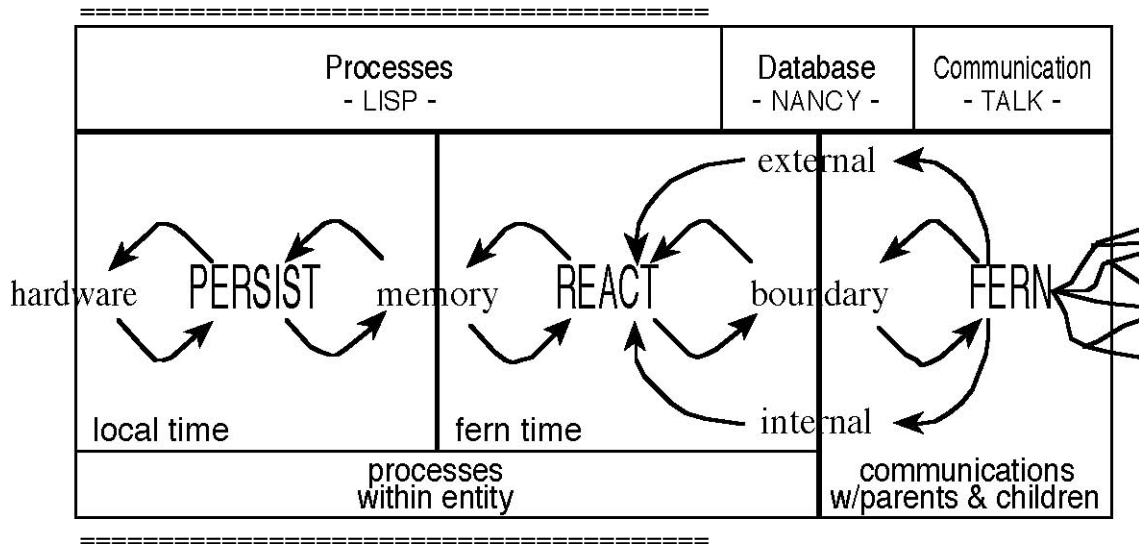 =====================================================
Processes
- LISP -
Database
- NANCY -
Communication
- TALK -
external
hardware PERSIST memory REACT boundary FERN
internal
local time
fern time
processes
within entity
communications
w/parents & children
=====================================================